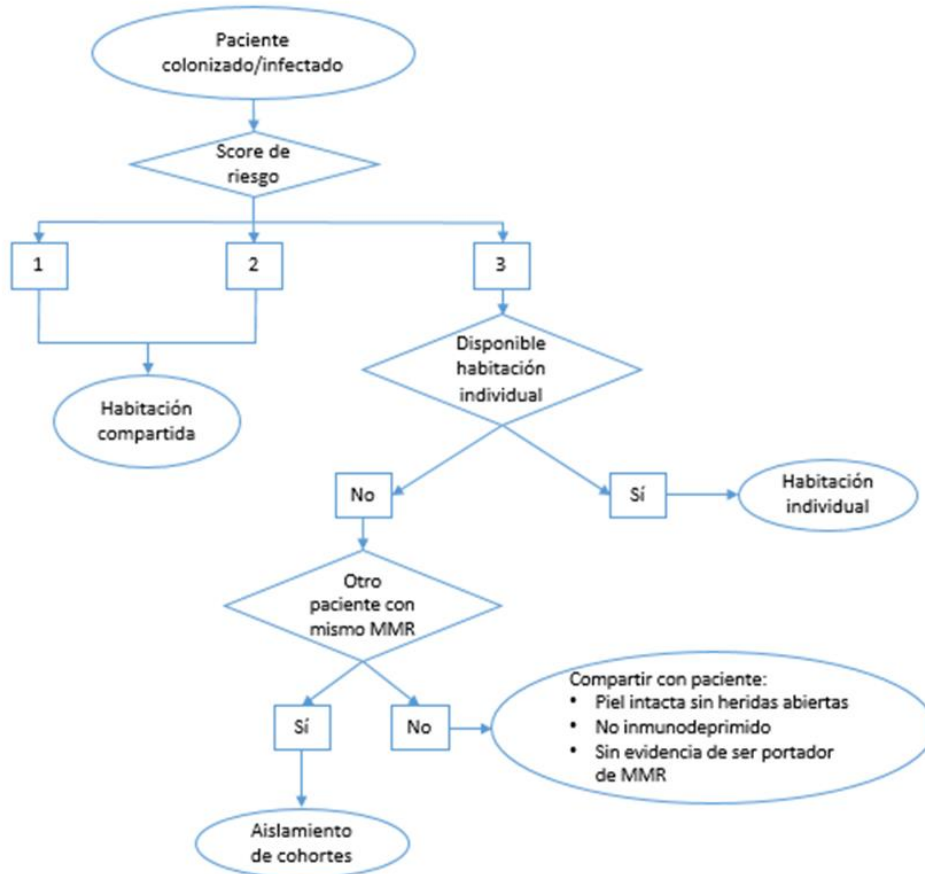 Paciente
colonizado/infectado
Score de
riesgo
1
2
3
Disponible
habitación
individual
Habitación
compartida
No
Sí
Habitación
individual
Otro
paciente con
mismo MMR
Compartir con paciente:
• Piel intacta sin heridas abiertas
• No inmunodeprimido
• Sin evidencia de ser portador
de MMR
Sí
No
Aislamiento
de cohortes